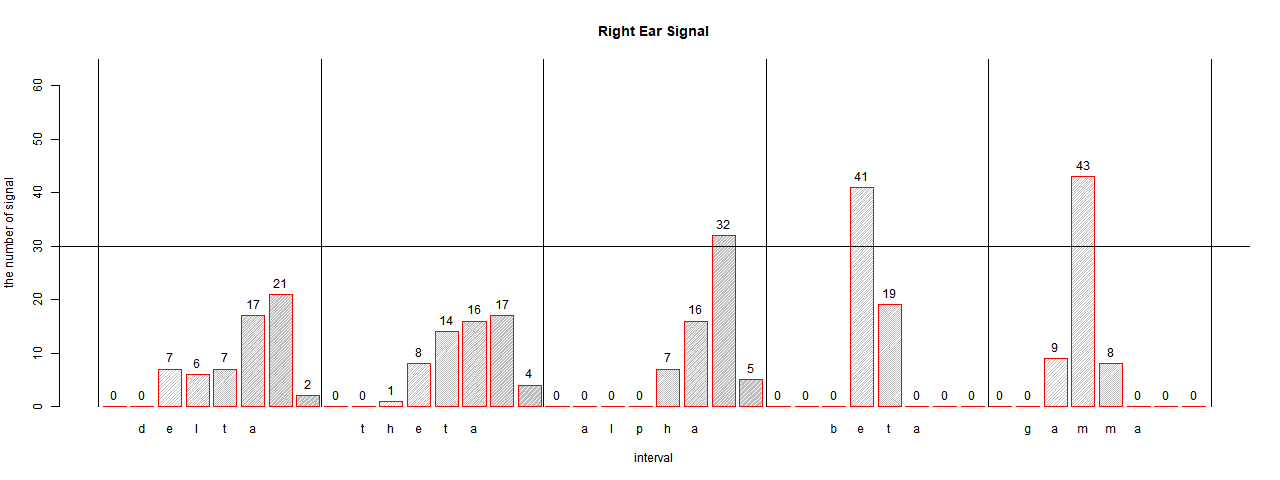 Right Ear Signal
the number of signal
60
50
40
30
20
10
0
0 0 7 6 7 17 21 2 0 0 1 8 14 16 17 4 0 0 0 0 7 16 32 5 0 0 0 41 19 0 0 0 0 0 9 43 8 0 0 0
d e l t a t h e t a a l p h a b e t a g a m m a
interval